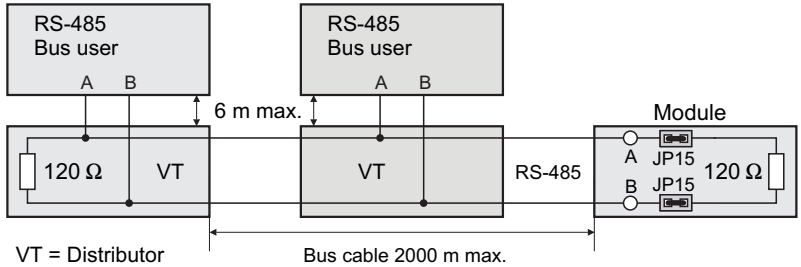 RS-485
Bus user
A B
RS-485
Bus user
A B
6 m max.
Module
120 Ω
VT
VT
RS-485
A
JP15
B
JP15
120 Ω
VT = Distributor
Bus cable 2000 m max.